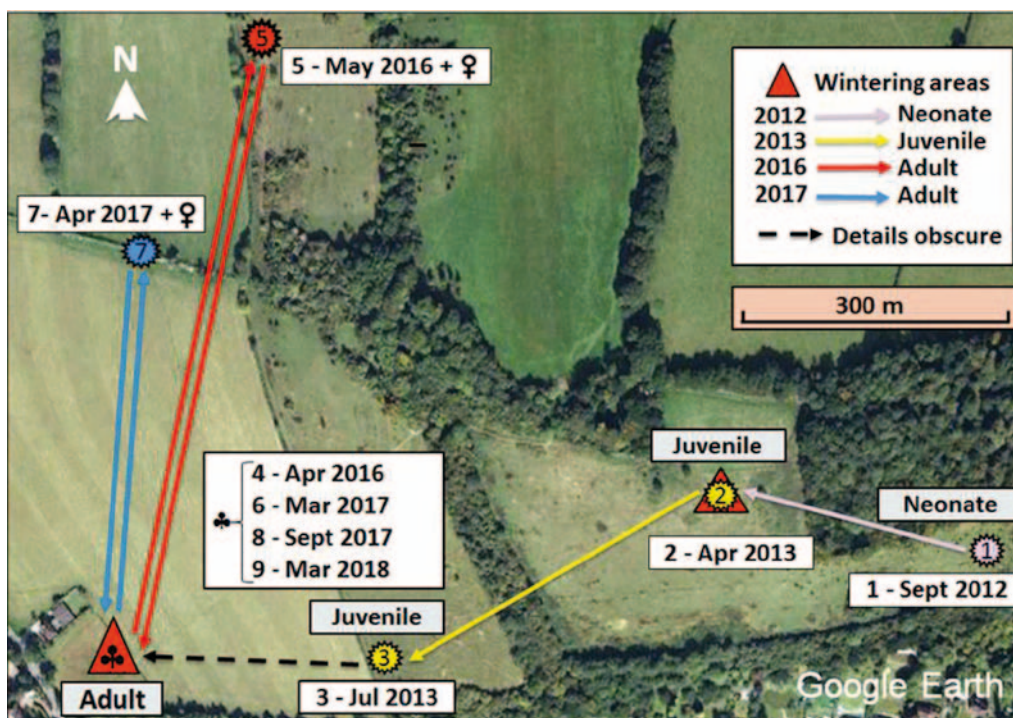 5
N
5 - May 2016 + ♀
Wintering areas
2012 Neonate
2013 Juvenile
2016 Adult
2017 Adult
Details obscure
7- Apr 2017 + ♀
7
300 m
4 - Apr 2016
6 - Mar 2017
♣ 8 - Sept 2017
9 - Mar 2018
Juvenile
2
Neonate
2 - Apr 2013
1
1 - Sept 2012
Juvenile
3
♣
Adult
3 - Jul 2013
Google Earth